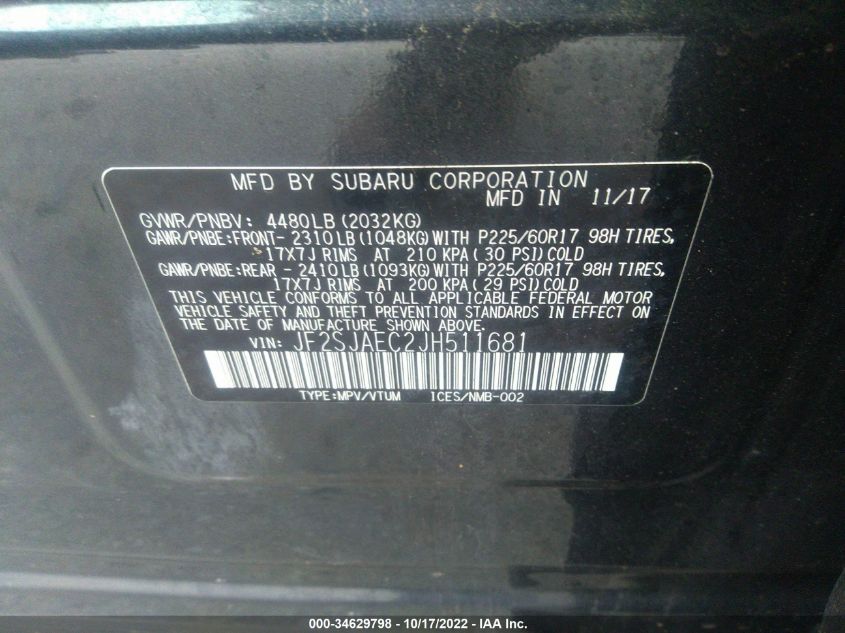 MFD BY SUBARU CORPORATION
MFD IN 11/17
GVWR/PNBV: 4480LB (2032KG)
GAWR/PNBE:FRONT- 2310LB (1048KG) WITH P225/60R17 98H TIRES,
17X7J RIMS AT 210 KPA (30 PSI) COLD
GAWR/PNBE:REAR - 2410LB (1093KG) WITH P225/60R17 98H TIRES,
17X7J RIMS AT 200 KPA (29 PSI) COLD
THIS VEHICLE CONFORMS TO ALL APPLICABLE FEDERAL MOTOR
VEHICLE SAFETY AND THEFT PREVENTION STANDARDS IN EFFECT ON
THE DATE OF MANUFACTURE SHOWN ABOVE.
VIN: JF2SJAEC2JH511681
TYPE:MPV/VTUM ICES/NMB-002
000-34629798 - 10/17/2022 - IAA Inc.